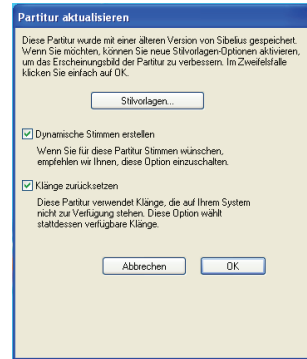 Partitur aktualisieren
Diese Partitur wurde mit einer älteren Version von Sibelius gespeichert.
Wenn Sie möchten, können Sie neue Stilvorlagen-Optionen aktivieren,
um das Erscheinungsbild der Partitur zu verbessern. Im Zweifelsfalle
klicken Sie einfach auf OK.
Stilvorlagen...
Dynamische Stimmen erstellen
Wenn Sie für diese Partitur Stimmen wünschen,
empfehlen wir Ihnen, diese Option einzuschalten.
Klänge zurücksetzen
Diese Partitur verwendet Klänge, die auf Ihrem System
nicht zur Verfügung stehen. Diese Option wählt
stattdessen verfügbare Klänge.
Abbrechen
OK